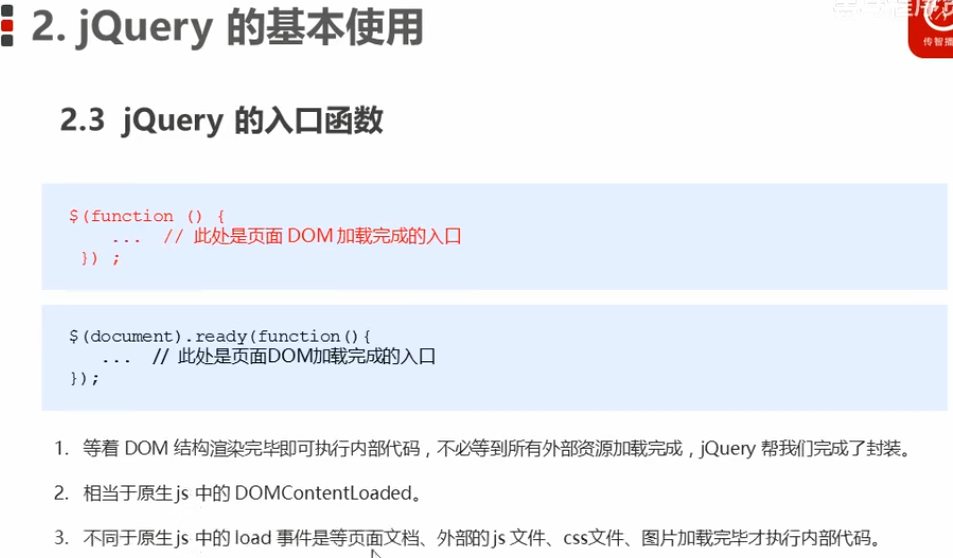 2. jQuery 的基本使用
传智播
2.3 jQuery 的入口函数
$(function () {
... // 此处是页面 DOM 加载完成的入口
}) ;
$(document).ready(function(){
... // 此处是页面DOM加载完成的入口
});
1. 等着 DOM 结构渲染完毕即可执行内部代码，不必等到所有外部资源加载完成，jQuery 帮我们完成了封装。
2. 相当于原生 js 中的 DOMContentLoaded。
3. 不同于原生 js 中的 load 事件是等页面文档、外部的 js 文件、css文件、图片加载完毕才执行内部代码。